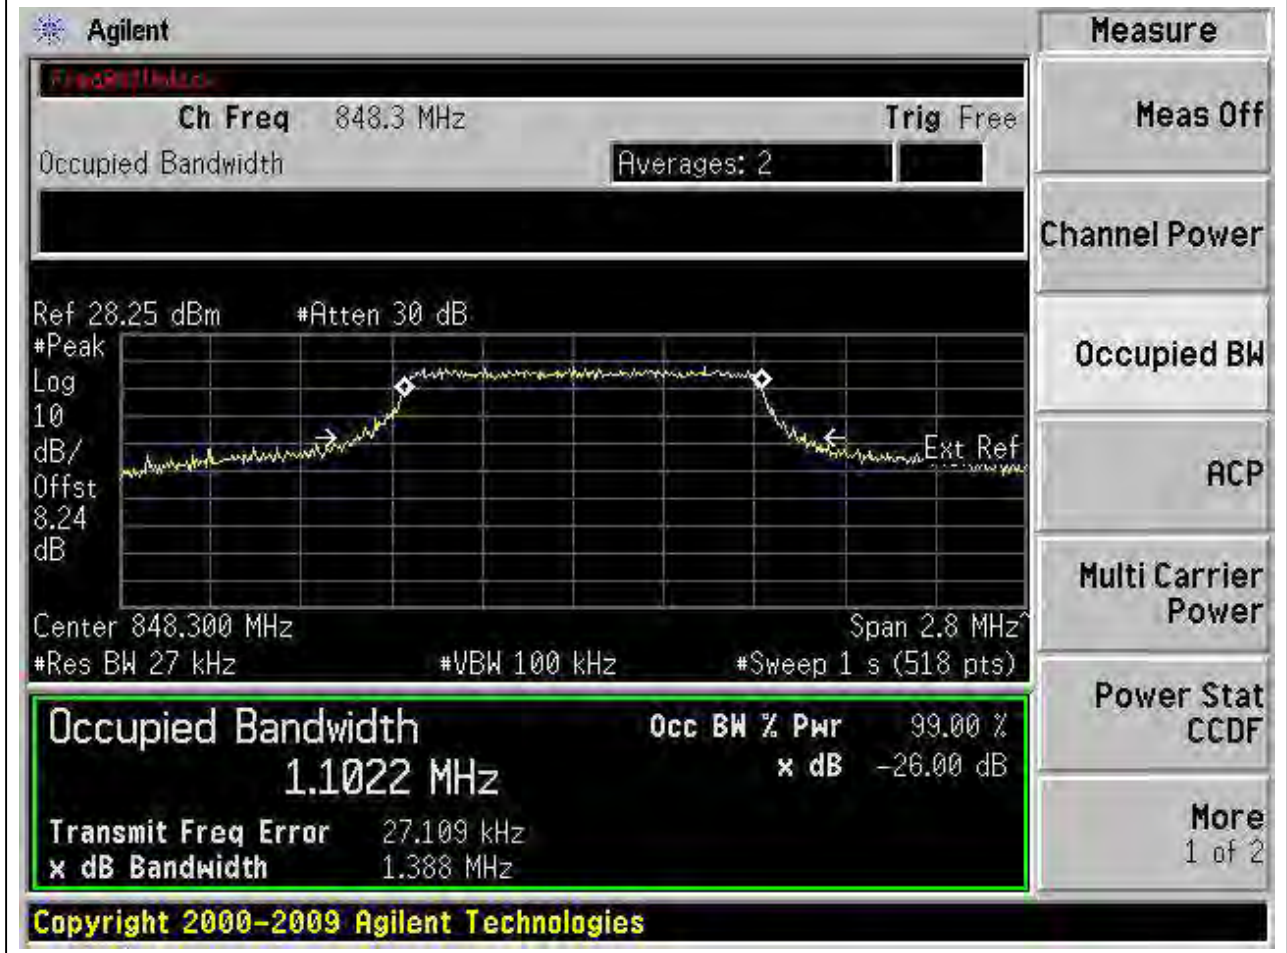 Agilent
Measure
Ch Freq 848.3 MHz Trig Free
Occupied Bandwidth Averages: 2
Ref 28.25 dBm #Atten 30 dB
#Peak
Log
10
dB/
Offst
8.24
dB
Ext Ref
Center 848.300 MHz Span 2.8 MHz^
#Res BW 27 kHz #VBW 100 kHz #Sweep 1 s (518 pts)
Occupied Bandwidth Occ BW % Pwr 99.00 %
1.1022 MHz x dB -26.00 dB
Transmit Freq Error 27.109 kHz
x dB Bandwidth 1.388 MHz
Copyright 2000-2009 Agilent Technologies
Meas Off
Channel Power
Occupied BW
ACP
Multi Carrier
Power
Power Stat
CCDF
More
1 of 2